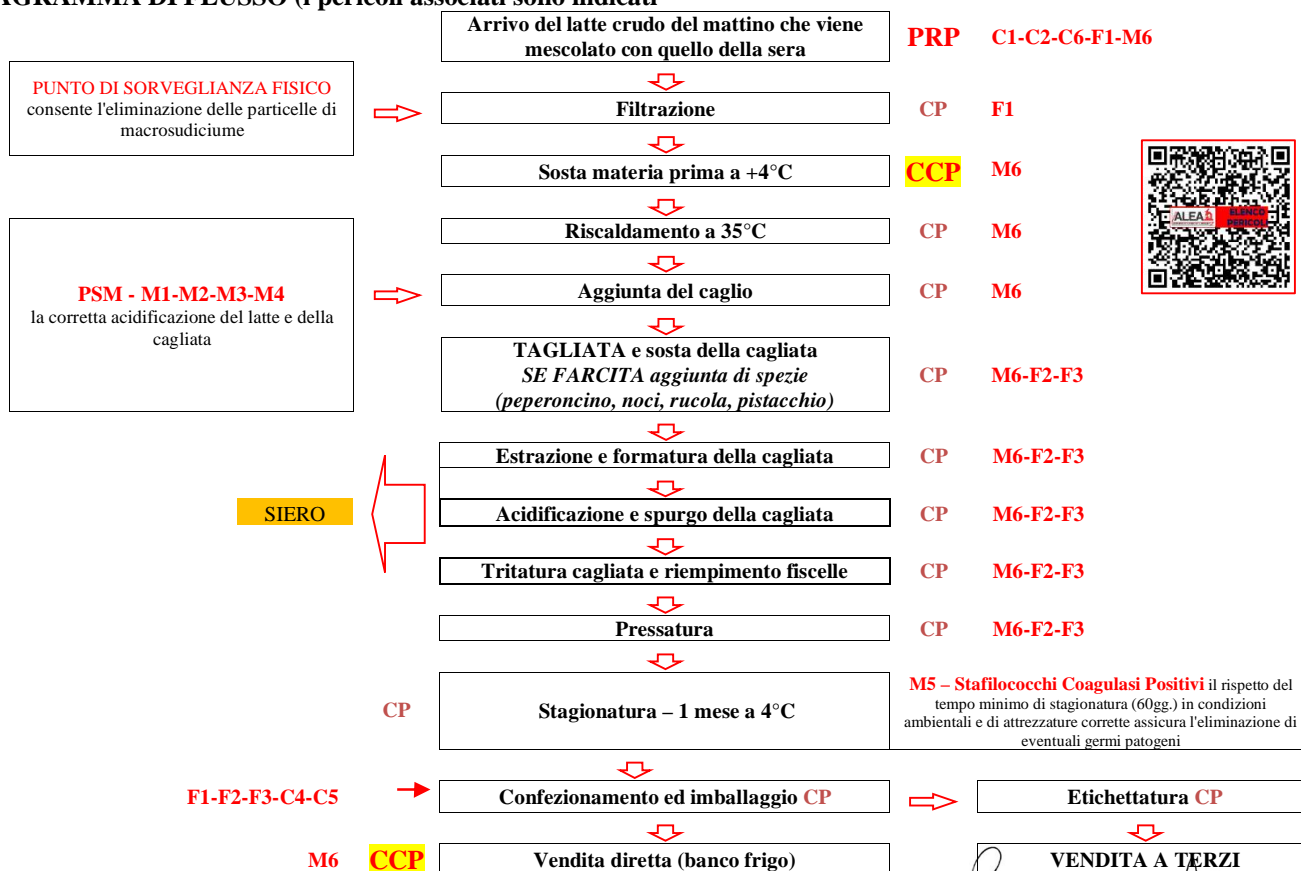 AGRAMMA DI FLUSSO (i pericoli associati sono indicati
Arrivo del latte crudo del mattino che viene
mescolato con quello della sera
PRP C1-C2-C6-F1-M6
PUNTO DI SORVEGLIANZA FISICO
consente l'eliminazione delle particelle di
macrosudiciume
Filtrazione
CP F1
Sosta materia prima a +4°C
CCP M6
ALEA ELENCO
PERICOLI
Riscaldamento a 35°C
CP M6
PSM - M1-M2-M3-M4
la corretta acidificazione del latte e della
cagliata
Aggiunta del caglio
CP M6
TAGLIATA e sosta della cagliata
SE FARCITA aggiunta di spezie
(peperoncino, noci, rucola, pistacchio)
CP M6-F2-F3
Estrazione e formatura della cagliata
CP M6-F2-F3
SIERO
Acidificazione e spurgo della cagliata
CP M6-F2-F3
Tritatura cagliata e riempimento fiscelle
CP M6-F2-F3
Pressatura
CP M6-F2-F3
CP
Stagionatura – 1 mese a 4°C
M5 – Stafilococchi Coagulasi Positivi il rispetto del
tempo minimo di stagionatura (60gg.) in condizioni
ambientali e di attrezzature corrette assicura l'eliminazione di
eventuali germi patogeni
F1-F2-F3-C4-C5
Confezionamento ed imballaggio CP
Etichettatura CP
M6 CCP
Vendita diretta (banco frigo)
VENDITA A TERZI